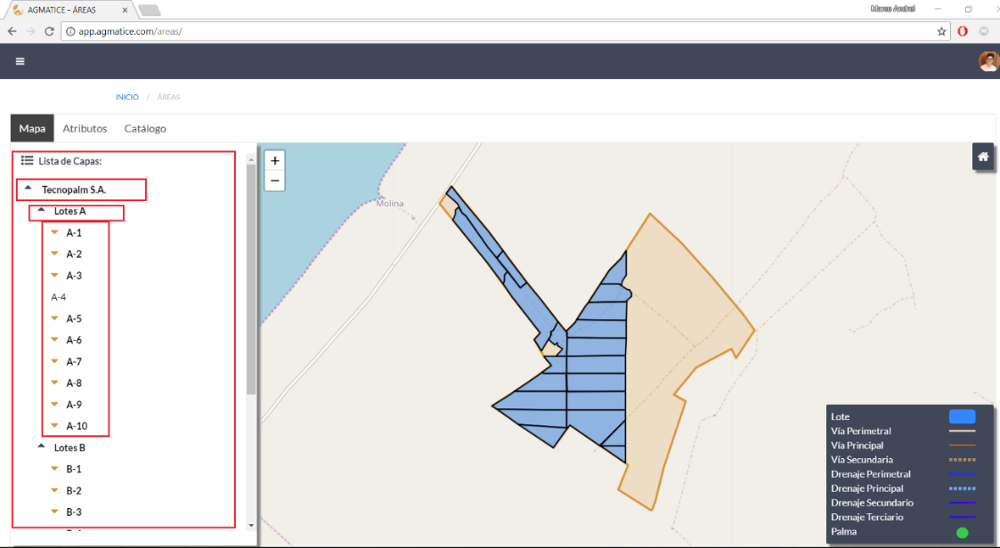 AGMATICE - ÁREAS
Marco Andreí
app.agmatice.com/areas/
INICIO / ÁREAS
Mapa Atributos Catálogo
Lista de Capas:
Tecnopalm S.A.
Lotes A
A-1
A-2
A-3
A-4
A-5
A-6
A-7
A-8
A-9
A-10
Lotes B
B-1
B-2
B-3
+
−
Molina
Lote
Vía Perimetral
Vía Principal
Vía Secundaria
Drenaje Perimetral
Drenaje Principal
Drenaje Secundario
Drenaje Terciario
Palma